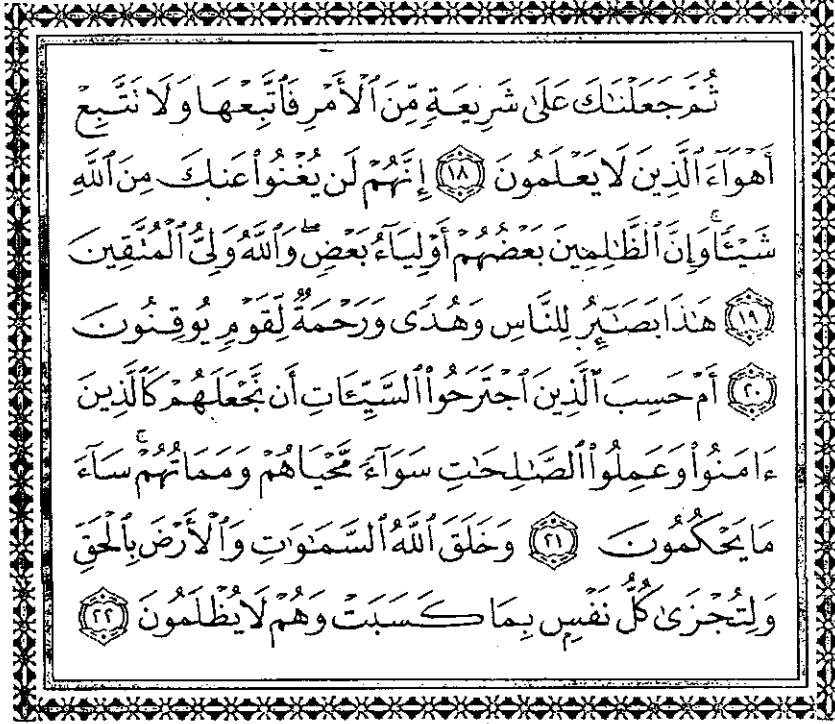 ثُمَّ جَعَلْنَٰكَ عَلَىٰ شَرِيعَةٍ مِّنَ ٱلْأَمْرِ فَٱتَّبِعْهَا وَلَا نَتَّبِعْ
أَهْوَآءَ ٱلَّذِينَ لَا يَعْلَمُونَ ١٨ إِنَّهُمْ لَن يُغْنُوا۟ عَنكَ مِنَ ٱللَّهِ
شَيْـًٔا ۚ وَإِنَّ ٱلظَّٰلِمِينَ بَعْضُهُمْ أَوْلِيَآءُ بَعْضٍ ۖ وَٱللَّهُ وَلِىُّ ٱلْمُتَّقِينَ
١٩ هَٰذَا بَصَٰٓئِرُ لِلنَّاسِ وَهُدًى وَرَحْمَةٌ لِّقَوْمٍ يُوقِنُونَ
٢٠ أَمْ حَسِبَ ٱلَّذِينَ ٱجْتَرَحُوا۟ ٱلسَّيِّـَٔاتِ أَن نَّجْعَلَهُمْ كَٱلَّذِينَ
ءَامَنُوا۟ وَعَمِلُوا۟ ٱلصَّٰلِحَٰتِ سَوَآءً مَّحْيَاهُمْ وَمَمَاتُهُمْ ۚ سَآءَ
مَا يَحْكُمُونَ ٢١ وَخَلَقَ ٱللَّهُ ٱلسَّمَٰوَٰتِ وَٱلْأَرْضَ بِٱلْحَقِّ
وَلِتُجْزَىٰ كُلُّ نَفْسٍۭ بِمَا كَسَبَتْ وَهُمْ لَا يُظْلَمُونَ ٢٢